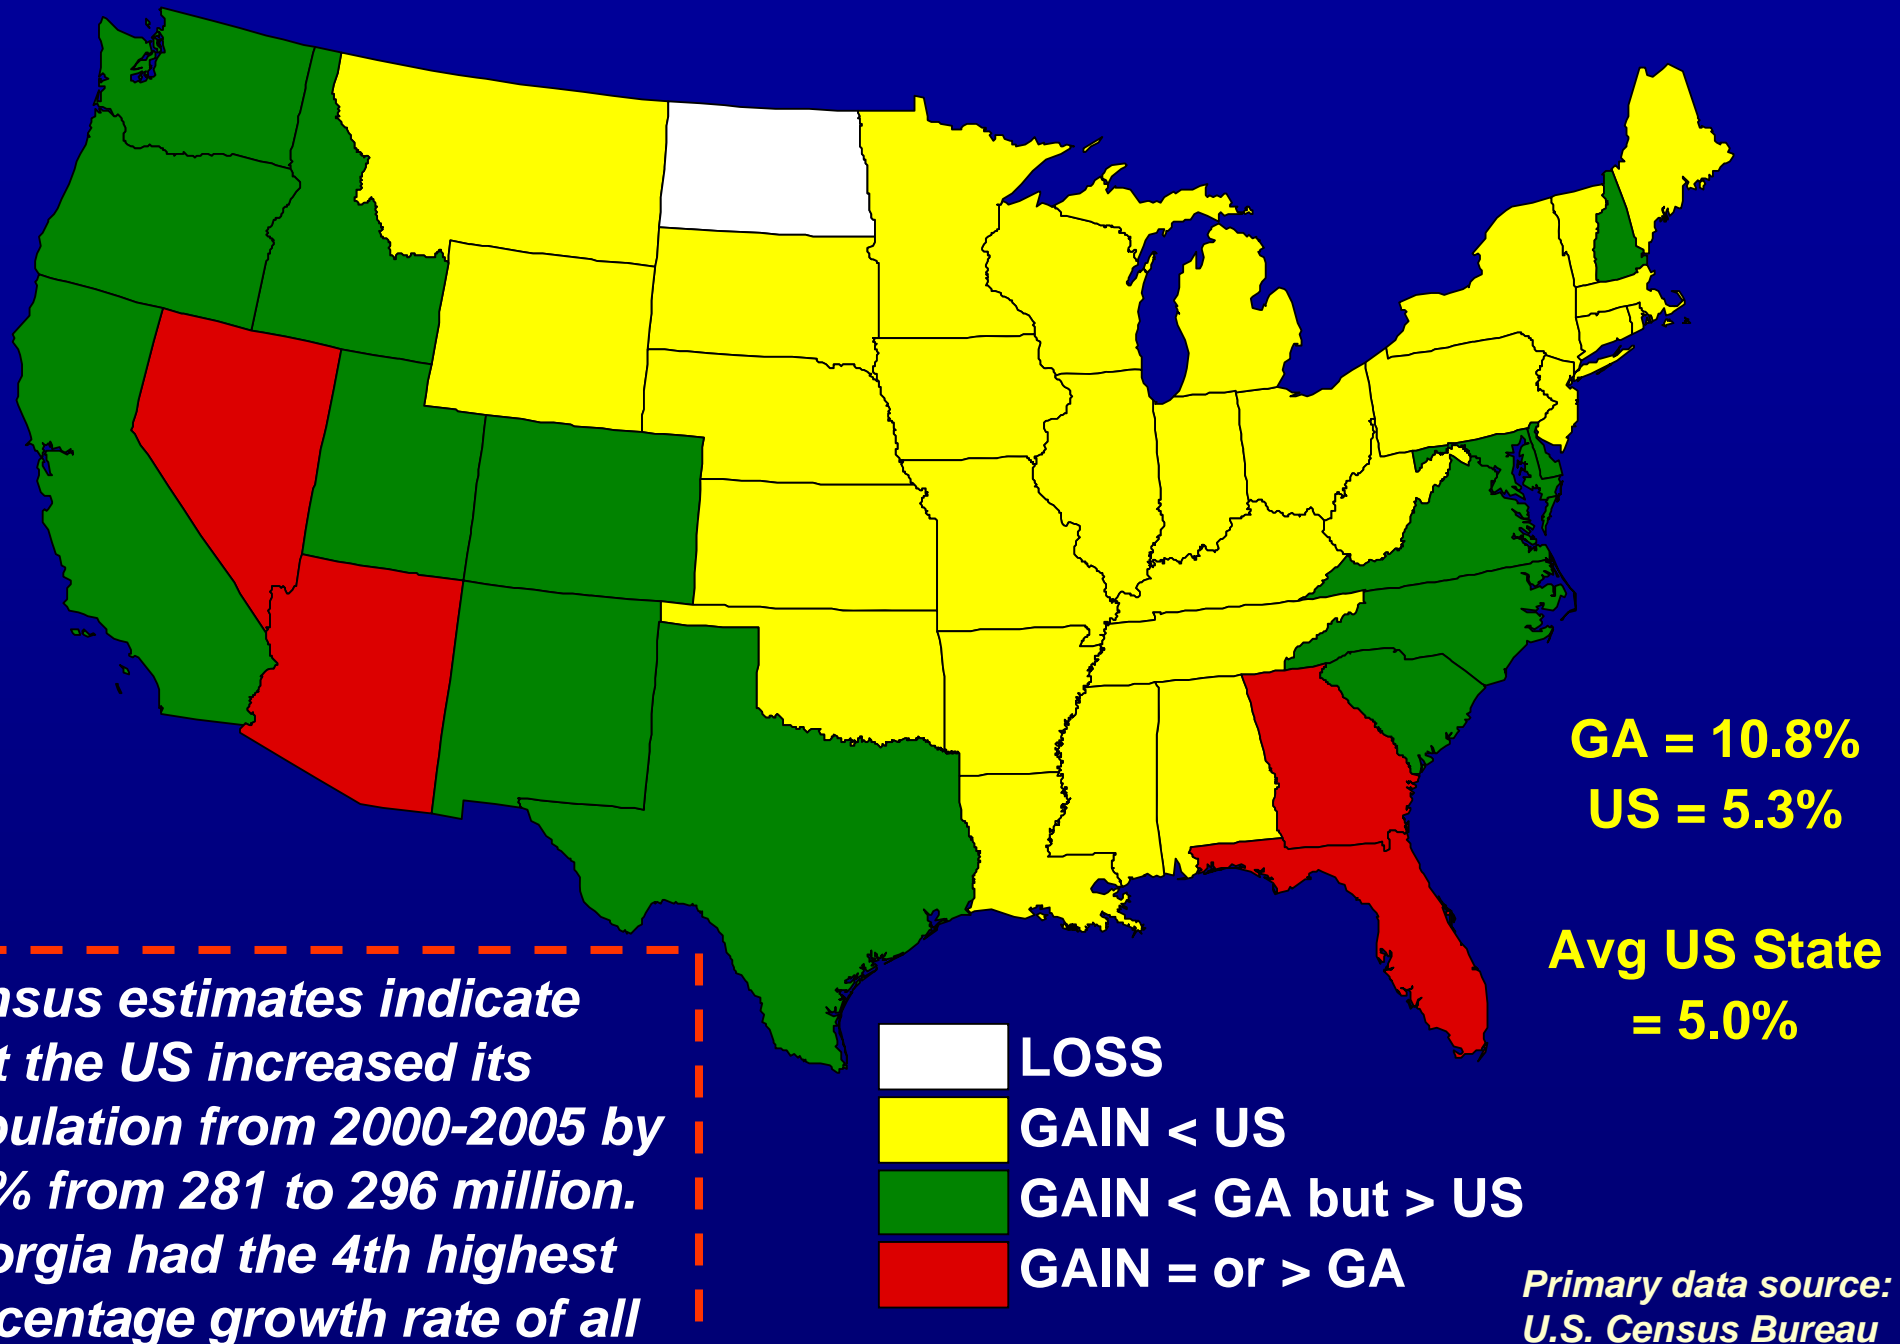 GA = 10.8%
US = 5.3%
Avg US State
= 5.0%
nsus estimates indicate
t the US increased its
pulation from 2000-2005 by
% from 281 to 296 million.
orgia had the 4th highest
centage growth rate of all
LOSS
GAIN < US
GAIN < GA but > US
GAIN = or > GA
Primary data source:
U.S. Census Bureau